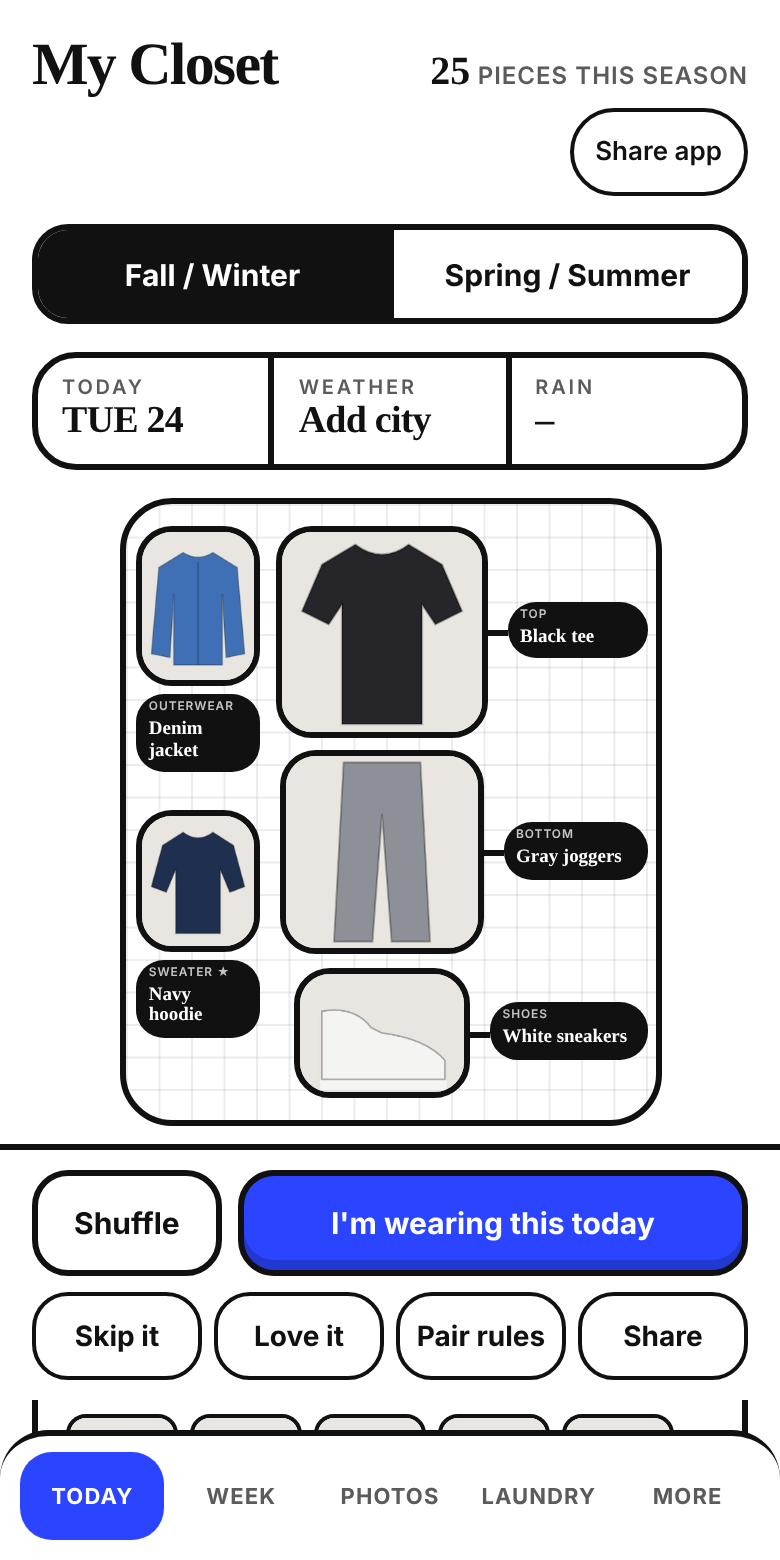 My Closet
25 PIECES THIS SEASON
Share app
Fall / Winter
Spring / Summer
TODAY
TUE 24
WEATHER
Add city
RAIN
–
OUTERWEAR
Denim
jacket
TOP
Black tee
SWEATER ★
Navy
hoodie
BOTTOM
Gray joggers
SHOES
White sneakers
Shuffle
I'm wearing this today
Skip it
Love it
Pair rules
Share
TODAY
WEEK
PHOTOS
LAUNDRY
MORE